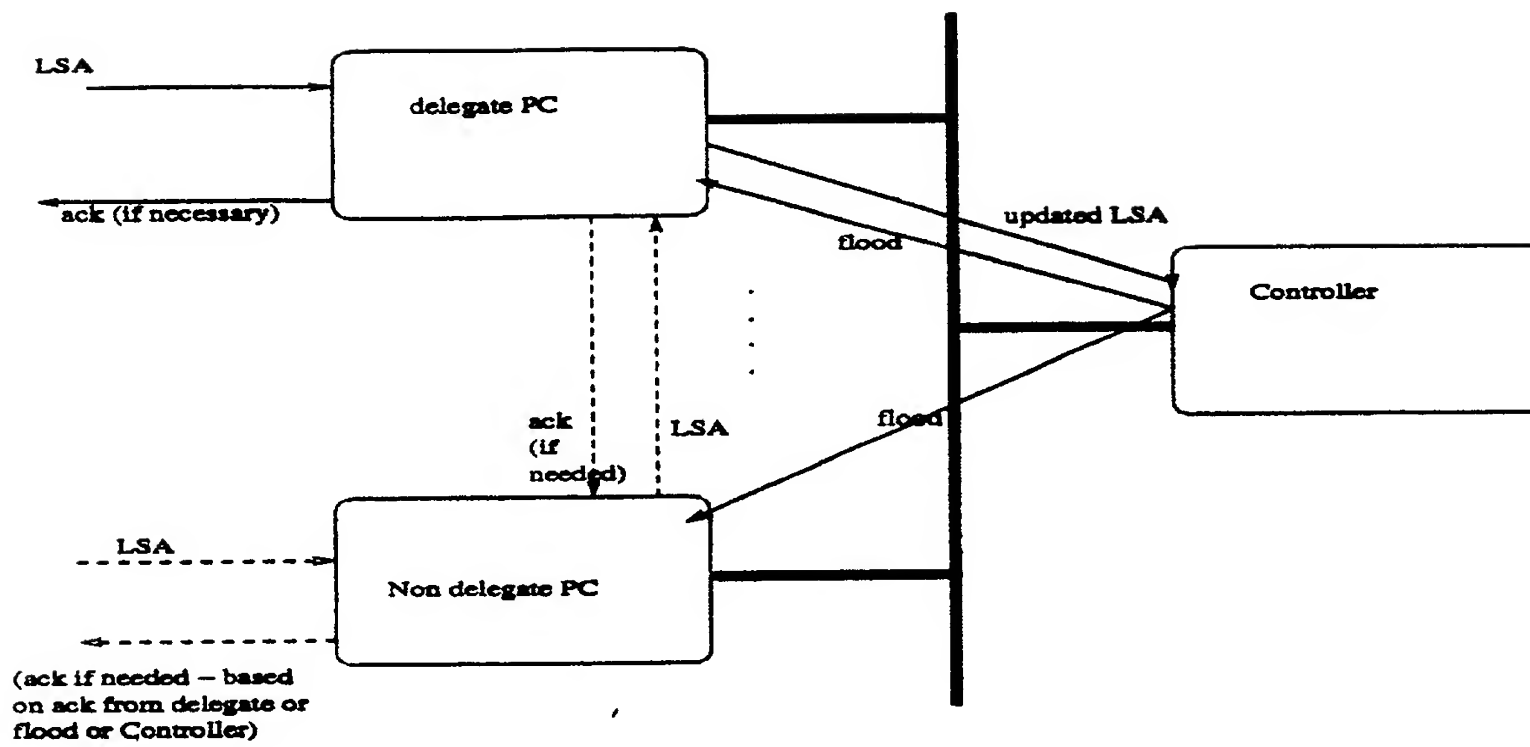 LSA
delegate PC
ack (if necessary)
updated LSA
flood
Controller
ack
(if
needed)
LSA
flood
LSA
Non delegate PC
(ack if needed – based
on ack from delegate or
flood or Controller)